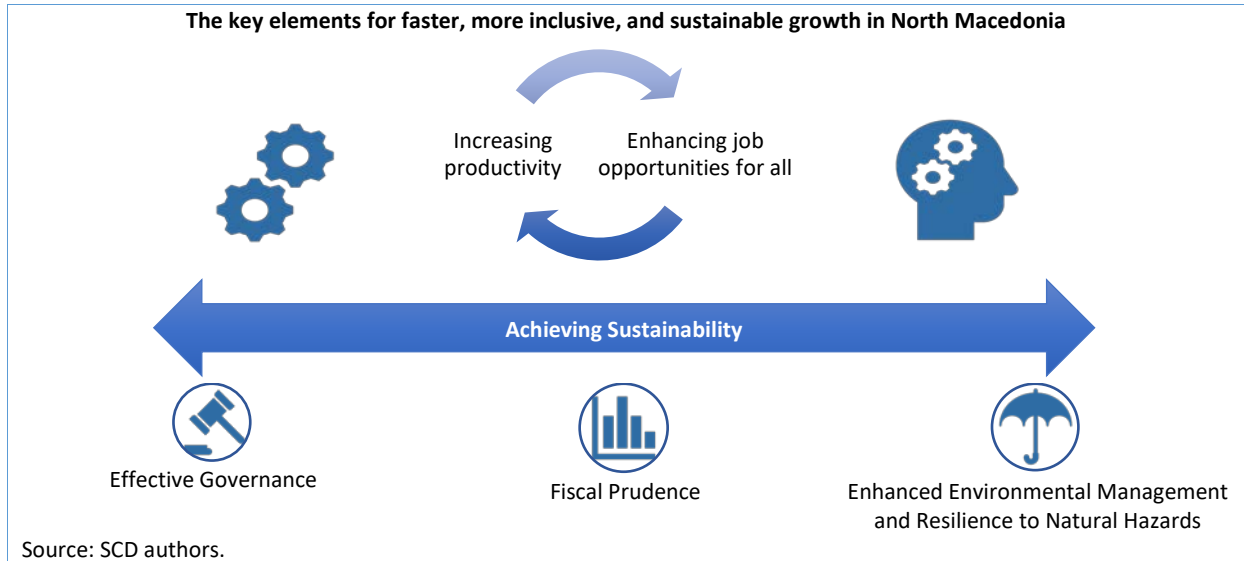 The key elements for faster, more inclusive, and sustainable growth in North Macedonia
Increasing
productivity
Enhancing job
opportunities for all
Achieving Sustainability
Effective Governance
Fiscal Prudence
Enhanced Environmental Management
and Resilience to Natural Hazards
Source: SCD authors.